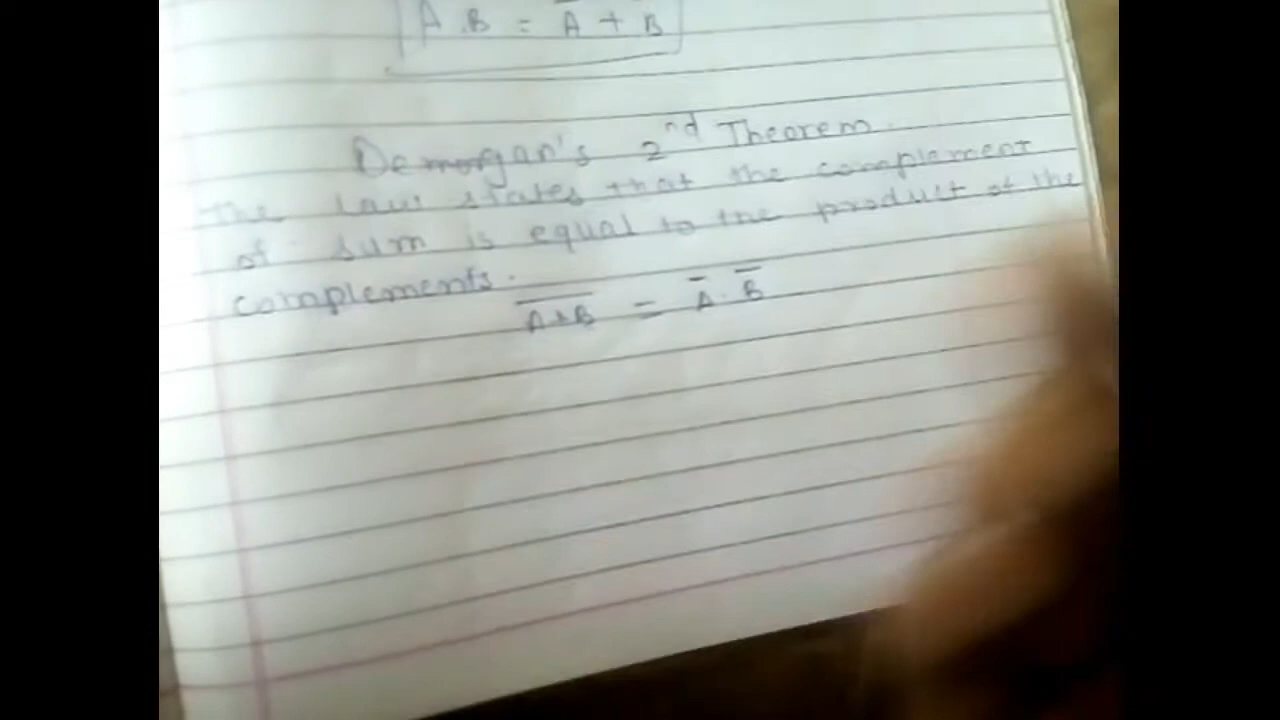 A.B = A̅ + B̅
Demorgan's 2nd Theorem.
The law states that the complement
of sum is equal to the product of the
complements.
A̅+̅B̅ = A̅ . B̅